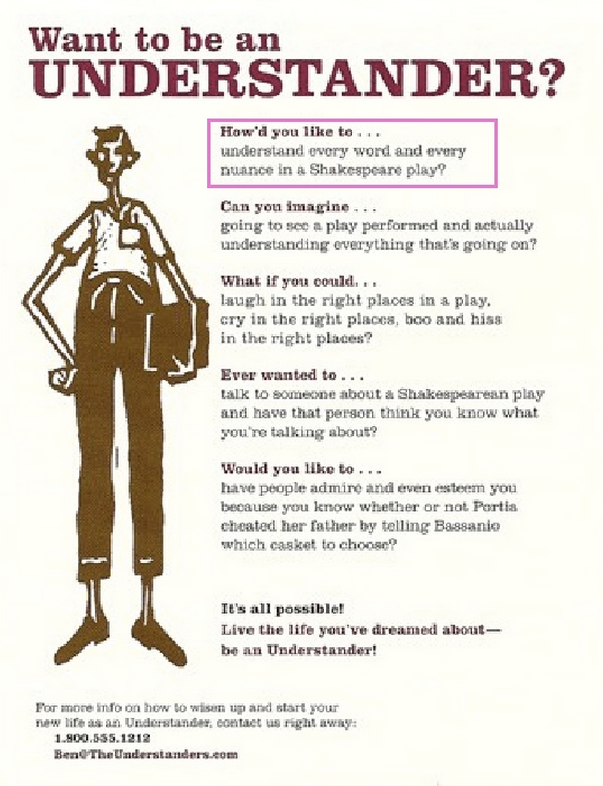 Want to be an
UNDERSTANDER?
How'd you like to . . .
understand every word and every
nuance in a Shakespeare play?
Can you imagine . . .
going to see a play performed and actually
understanding everything that's going on?
What if you could. . .
laugh in the right places in a play,
cry in the right places, boo and hiss
in the right places?
Ever wanted to . . .
talk to someone about a Shakespearean play
and have that person think you know what
you're talking about?
Would you like to . . .
have people admire and even esteem you
because you know whether or not Portia
cheated her father by telling Bassanio
which casket to choose?
It's all possible!
Live the life you've dreamed about—
be an Understander!
For more info on how to wisen up and start your
new life as an Understander, contact us right away:
1.800.555.1212
Ben@TheUnderstanders.com